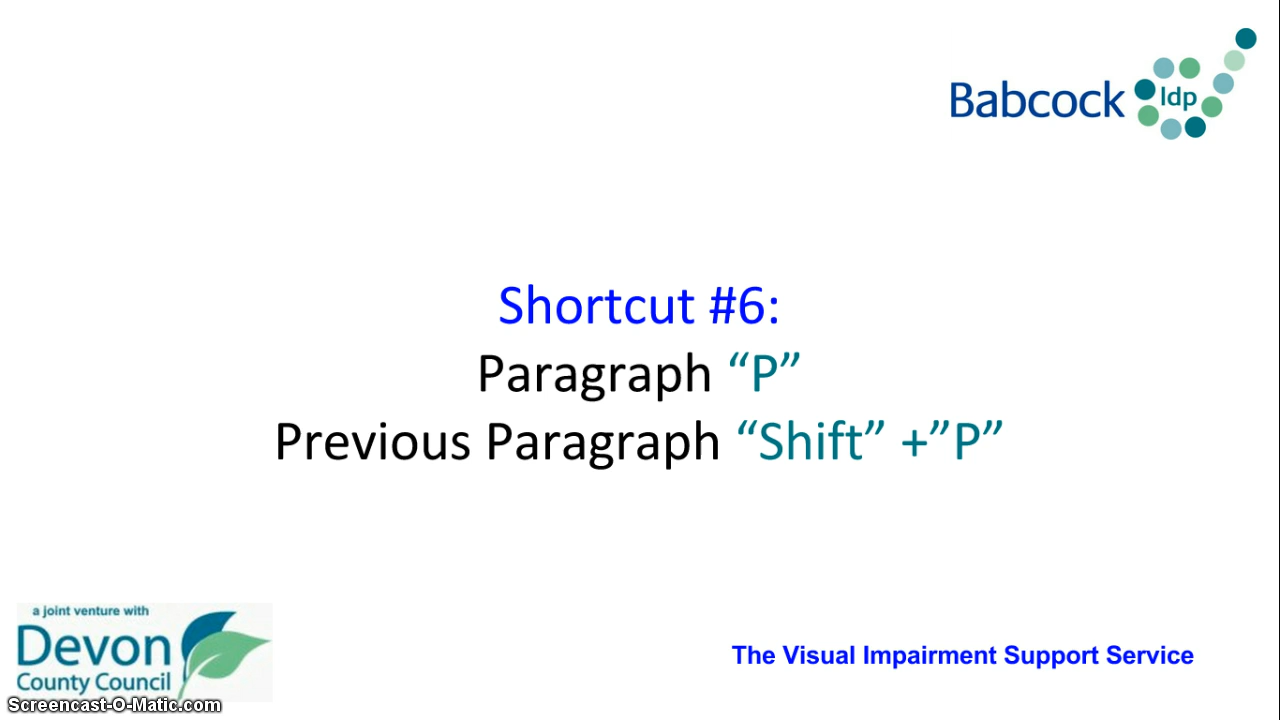 Babcock ldp
Shortcut #6:
Paragraph “P”
Previous Paragraph “Shift” +”P”
a joint venture with
Devon
County Council
The Visual Impairment Support Service
Screencast-O-Matic.com